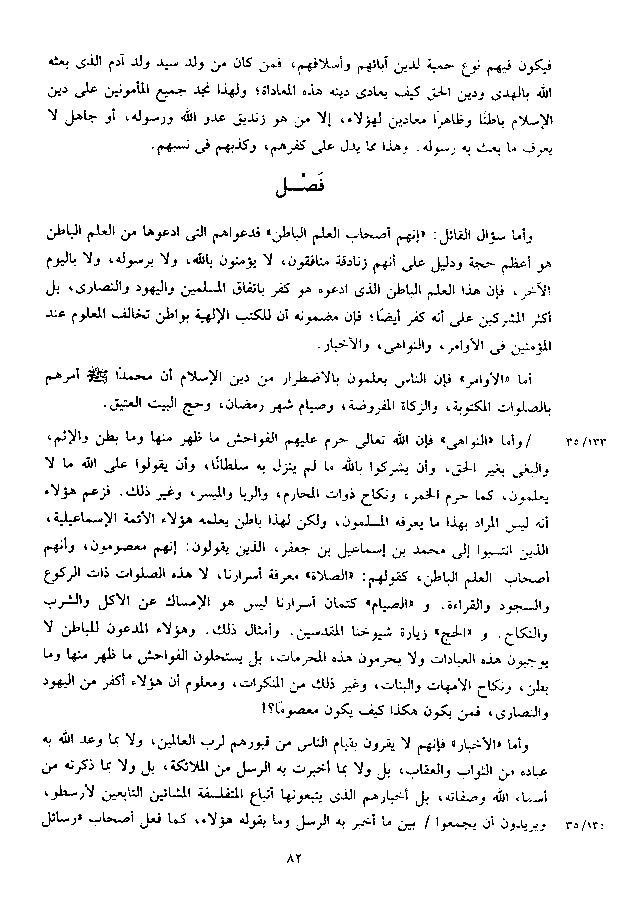 فيكون فيهم نوع حمية لدين آبائهم وأسلافهم، فمن كان من ولد سيد ولد آدم الذى بعثه
الله بالهدى ودين الحق كيف يعادى دينه هذه المعاداة؛ ولهذا نجد جميع المأمونين على دين
الإسلام باطنًا وظاهرًا معادين لهؤلاء، إلا من هو زنديق عدو الله ورسوله، أو جاهل لا
يعرف ما بعث به رسوله. وهذا مما يدل على كفرهم، وكذبهم فى نسبهم.
فَصْــل
وأما سؤال القائل: «إنهم أصحاب العلم الباطن» فدعواهم التى ادعوها من العلم الباطن
هو أعظم حجة ودليل على أنهم زنادقة منافقون، لا يؤمنون بالله، ولا برسوله، ولا باليوم
الآخر، فإن هذا العلم الباطن الذى ادعوه هو كفر باتفاق المسلمين واليهود والنصارى، بل
أكثر المشركين على أنه كفر أيضًا؛ فإن مضمونه أن للكتب الإلهية بواطن تخالف المعلوم عند
المؤمنين فى الأوامر، والنواهى، والأخبار.
أما «الأوامر» فإن الناس يعلمون بالاضطرار من دين الإسلام أن محمدًا ﷺ أمرهم
بالصلوات المكتوبة، والزكاة المفروضة، وصيام شهر رمضان، وحج البيت العتيق.
٣٥/١٣٣ / وأما «النواهى» فإن الله تعالى حرم عليهم الفواحش ما ظهر منها وما بطن والإثم،
والبغى بغير الحق، وأن يشركوا بالله ما لم ينزل به سلطانًا، وأن يقولوا على الله ما لا
يعلمون، كما حرم الخمر، ونكاح ذوات المحارم، والربا والميسر، وغير ذلك. فزعم هؤلاء
أنه ليس المراد بهذا ما يعرفه المسلمون، ولكن لهذا باطن يعلمه هؤلاء الأئمة الإسماعيلية،
الذين انتسبوا إلى محمد بن إسماعيل بن جعفر، الذين يقولون: إنهم معصومون، وأنهم
أصحاب العلم الباطن، كقولهم: «الصلاة» معرفة أسرارنا، لا هذه الصلوات ذات الركوع
والسجود والقراءة. و «الصيام» كتمان أسرارنا ليس هو الإمساك عن الأكل والشرب
والنكاح. و «الحج» زيارة شيوخنا المقدسين. وأمثال ذلك. وهؤلاء المدعون للباطن لا
يوجبون هذه العبادات ولا يحرمون هذه المحرمات، بل يستحلون الفواحش ما ظهر منها وما
بطن، ونكاح الأمهات والبنات، وغير ذلك من المنكرات، ومعلوم أن هؤلاء أكفر من اليهود
والنصارى، فمن يكون هكذا كيف يكون معصومًا؟!
وأما «الأخبار» فإنهم لا يقرون بقيام الناس من قبورهم لرب العالمين، ولا بما وعد الله به
عباده من الثواب والعقاب، بل ولا بما أخبرت به الرسل من الملائكة، بل ولا بما ذكرته من
أسماء الله وصفاته، بل أخبارهم الذى يتبعونها أتباع المتفلسفة المشائين التابعين لأرسطو،
ويريدون أن يجمعوا / بين ما أخبر به الرسل وما يقوله هؤلاء، كما فعل أصحاب «رسائل
٨٢